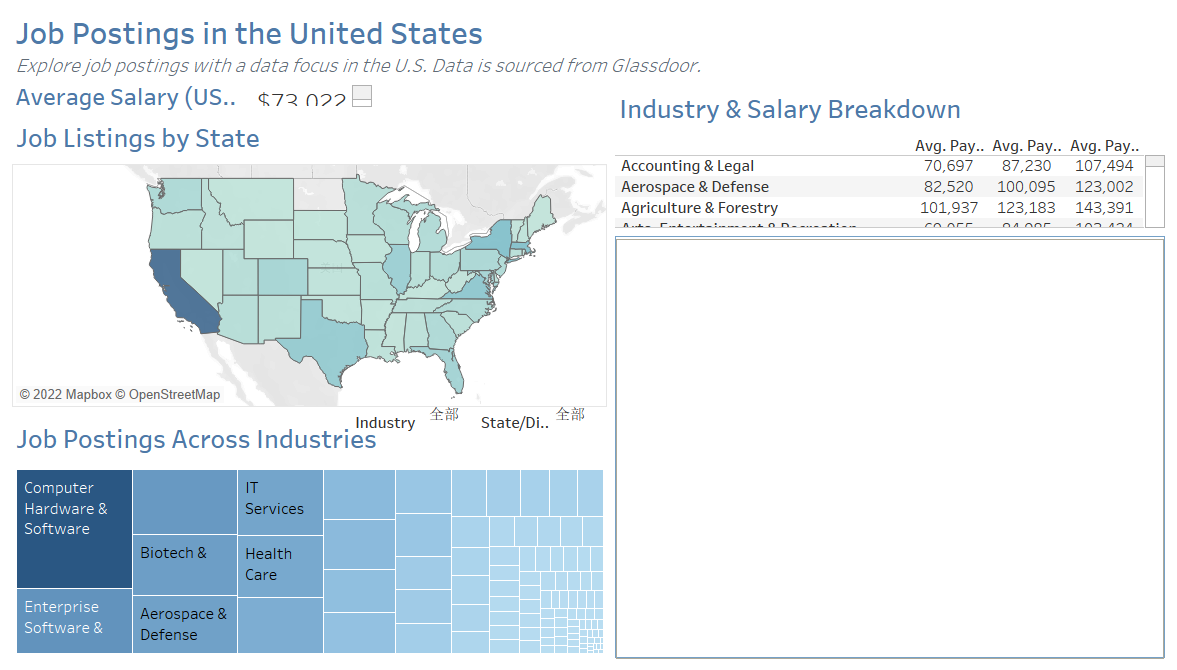 Job Postings in the United States
Explore job postings with a data focus in the U.S. Data is sourced from Glassdoor.
Average Salary (US.. $73,022
Job Listings by State
© 2022 Mapbox © OpenStreetMap
Industry 全部 State/Di.. 全部
Job Postings Across Industries
Computer
Hardware &
Software
Enterprise
Software &
Biotech &
Aerospace &
Defense
IT
Services
Health
Care
Industry & Salary Breakdown
Avg. Pay.. Avg. Pay.. Avg. Pay..
Accounting & Legal 70,697 87,230 107,494
Aerospace & Defense 82,520 100,095 123,002
Agriculture & Forestry 101,937 123,183 143,391
Arts, Entertainment & Recreation